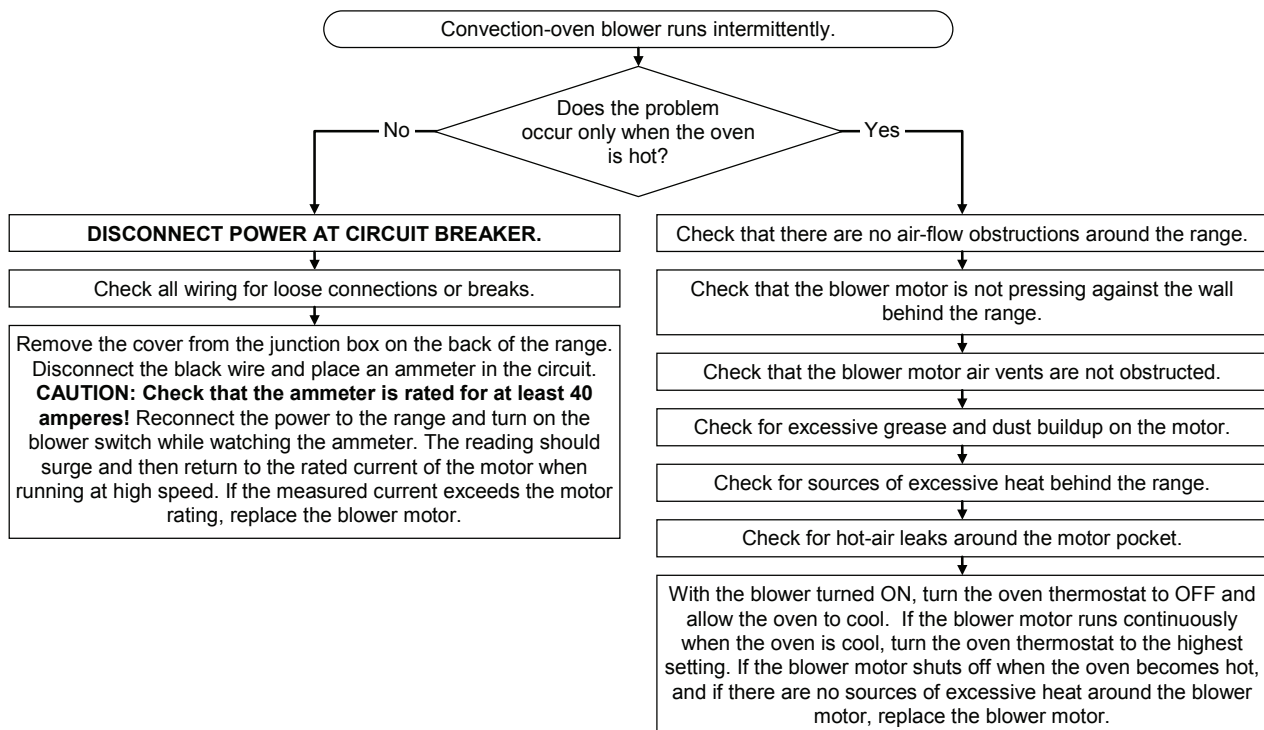 Convection-oven blower runs intermittently.
Does the problem
occur only when the oven
is hot?
No
Yes
DISCONNECT POWER AT CIRCUIT BREAKER.
Check all wiring for loose connections or breaks.
Remove the cover from the junction box on the back of the range.
Disconnect the black wire and place an ammeter in the circuit.
CAUTION: Check that the ammeter is rated for at least 40
amperes! Reconnect the power to the range and turn on the
blower switch while watching the ammeter. The reading should
surge and then return to the rated current of the motor when
running at high speed. If the measured current exceeds the motor
rating, replace the blower motor.
Check that there are no air-flow obstructions around the range.
Check that the blower motor is not pressing against the wall
behind the range.
Check that the blower motor air vents are not obstructed.
Check for excessive grease and dust buildup on the motor.
Check for sources of excessive heat behind the range.
Check for hot-air leaks around the motor pocket.
With the blower turned ON, turn the oven thermostat to OFF and
allow the oven to cool.  If the blower motor runs continuously
when the oven is cool, turn the oven thermostat to the highest
setting. If the blower motor shuts off when the oven becomes hot,
and if there are no sources of excessive heat around the blower
motor, replace the blower motor.